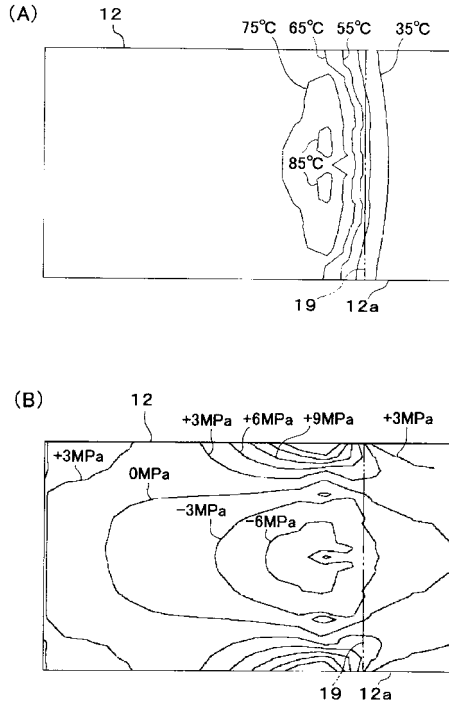 (A)
12
75°C 65°C 55°C 35°C
85°C
19 12a
(B)
12
+3MPa +6MPa +9MPa +3MPa
+3MPa
0MPa
−3MPa
−6MPa
19 12a